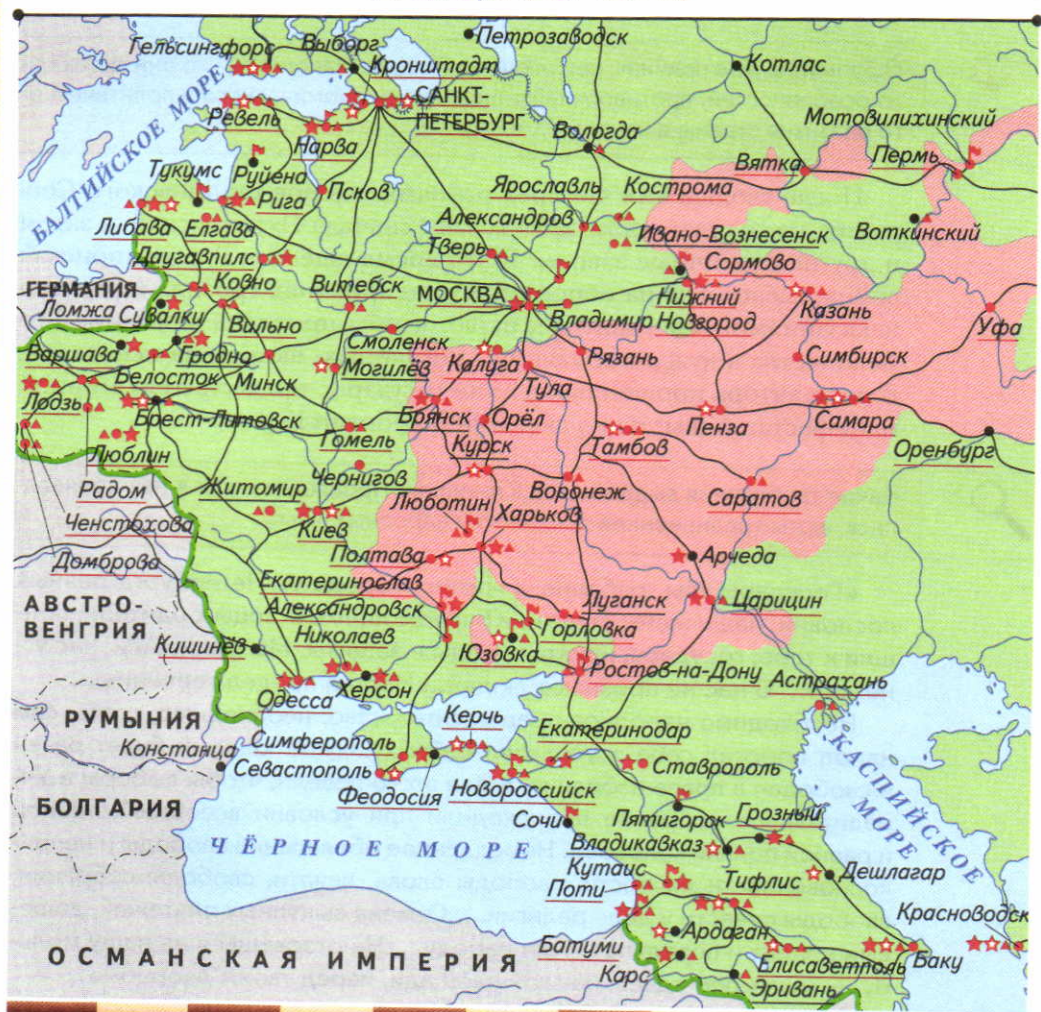 Петрозаводск
Гельсингфорс
Выборг
Котлас
Кронштадт
БАЛТИЙСКОЕ МОРЕ
САНКТ-
ПЕТЕРБУРГ
Ревель
Мотовилихинский
Нарва
Вологда
Вятка
Пермь
Тукумс
Руйена
Псков
Ярославль
Кострома
Рига
Александров
Либава
Елгава
Ивано-Вознесенск
Воткинский
Тверь
Даугавпилс
Сормово
ГЕРМАНИЯ
Ковно
Витебск
МОСКВА
Нижний
Новгород
Казань
Ломжа
Сувалки
Вильно
Владимир
Уфа
Варшава
Гродно
Смоленск
Рязань
Симбирск
Белосток
Минск
Могилёв
Калуга
Тула
Лодзь
Брест-Литовск
Брянск
Орёл
Пенза
Самара
Гомель
Курск
Тамбов
Оренбург
Люблин
Чернигов
Радом
Житомир
Люботин
Воронеж
Саратов
Харьков
Ченстохова
Киев
Домброва
Полтава
Арчеда
Екатеринослав
АВСТРО-
ВЕНГРИЯ
Александровск
Луганск
Царицин
Николаев
Горловка
Кишинёв
Юзовка
Ростов-на-Дону
Астрахань
Одесса
Херсон
РУМЫНИЯ
Керчь
Екатеринодар
Констанца
Симферополь
Севастополь
Ставрополь
КАСПИЙСКОЕ
МОРЕ
Феодосия
Новороссийск
БОЛГАРИЯ
Сочи
Пятигорск
Грозный
ЧЁРНОЕ МОРЕ
Владикавказ
Кутаис
Тифлис
Дешлагар
Поти
Красноводск
Батуми
Ардаган
ОСМАНСКАЯ ИМПЕРИЯ
Карс
Елисаветполь
Баку
Эривань